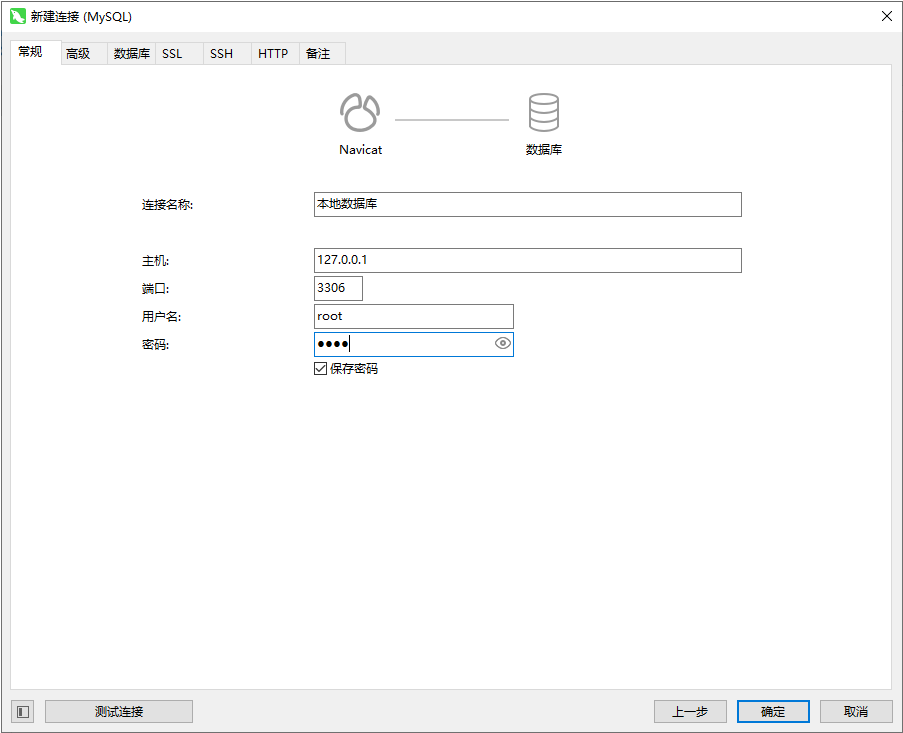 新建连接 (MySQL)
常规 高级 数据库 SSL SSH HTTP 备注
Navicat 数据库
连接名称: 本地数据库
主机: 127.0.0.1
端口: 3306
用户名: root
密码: ●●●●
保存密码
测试连接 上一步 确定 取消